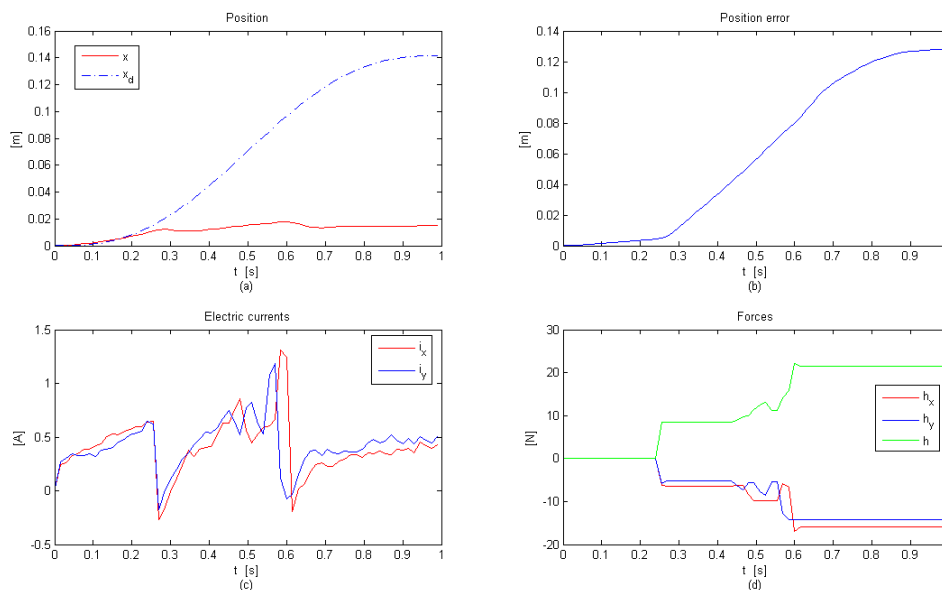 Position
0.16
0.14
0.12
0.1
0.08
0.06
0.04
0.02
0
[m]
x
x_d
0 0.1 0.2 0.3 0.4 0.5 0.6 0.7 0.8 0.9 1
t [s]
(a)
Position error
0.14
0.12
0.1
0.08
0.06
0.04
0.02
0
[m]
0 0.1 0.2 0.3 0.4 0.5 0.6 0.7 0.8 0.9 1
t [s]
(b)
Electric currents
1.5
1
0.5
0
-0.5
[A]
i_x
i_y
0 0.1 0.2 0.3 0.4 0.5 0.6 0.7 0.8 0.9 1
t [s]
(c)
Forces
30
20
10
0
-10
-20
[N]
h_x
h_y
h
0 0.1 0.2 0.3 0.4 0.5 0.6 0.7 0.8 0.9 1
t [s]
(d)